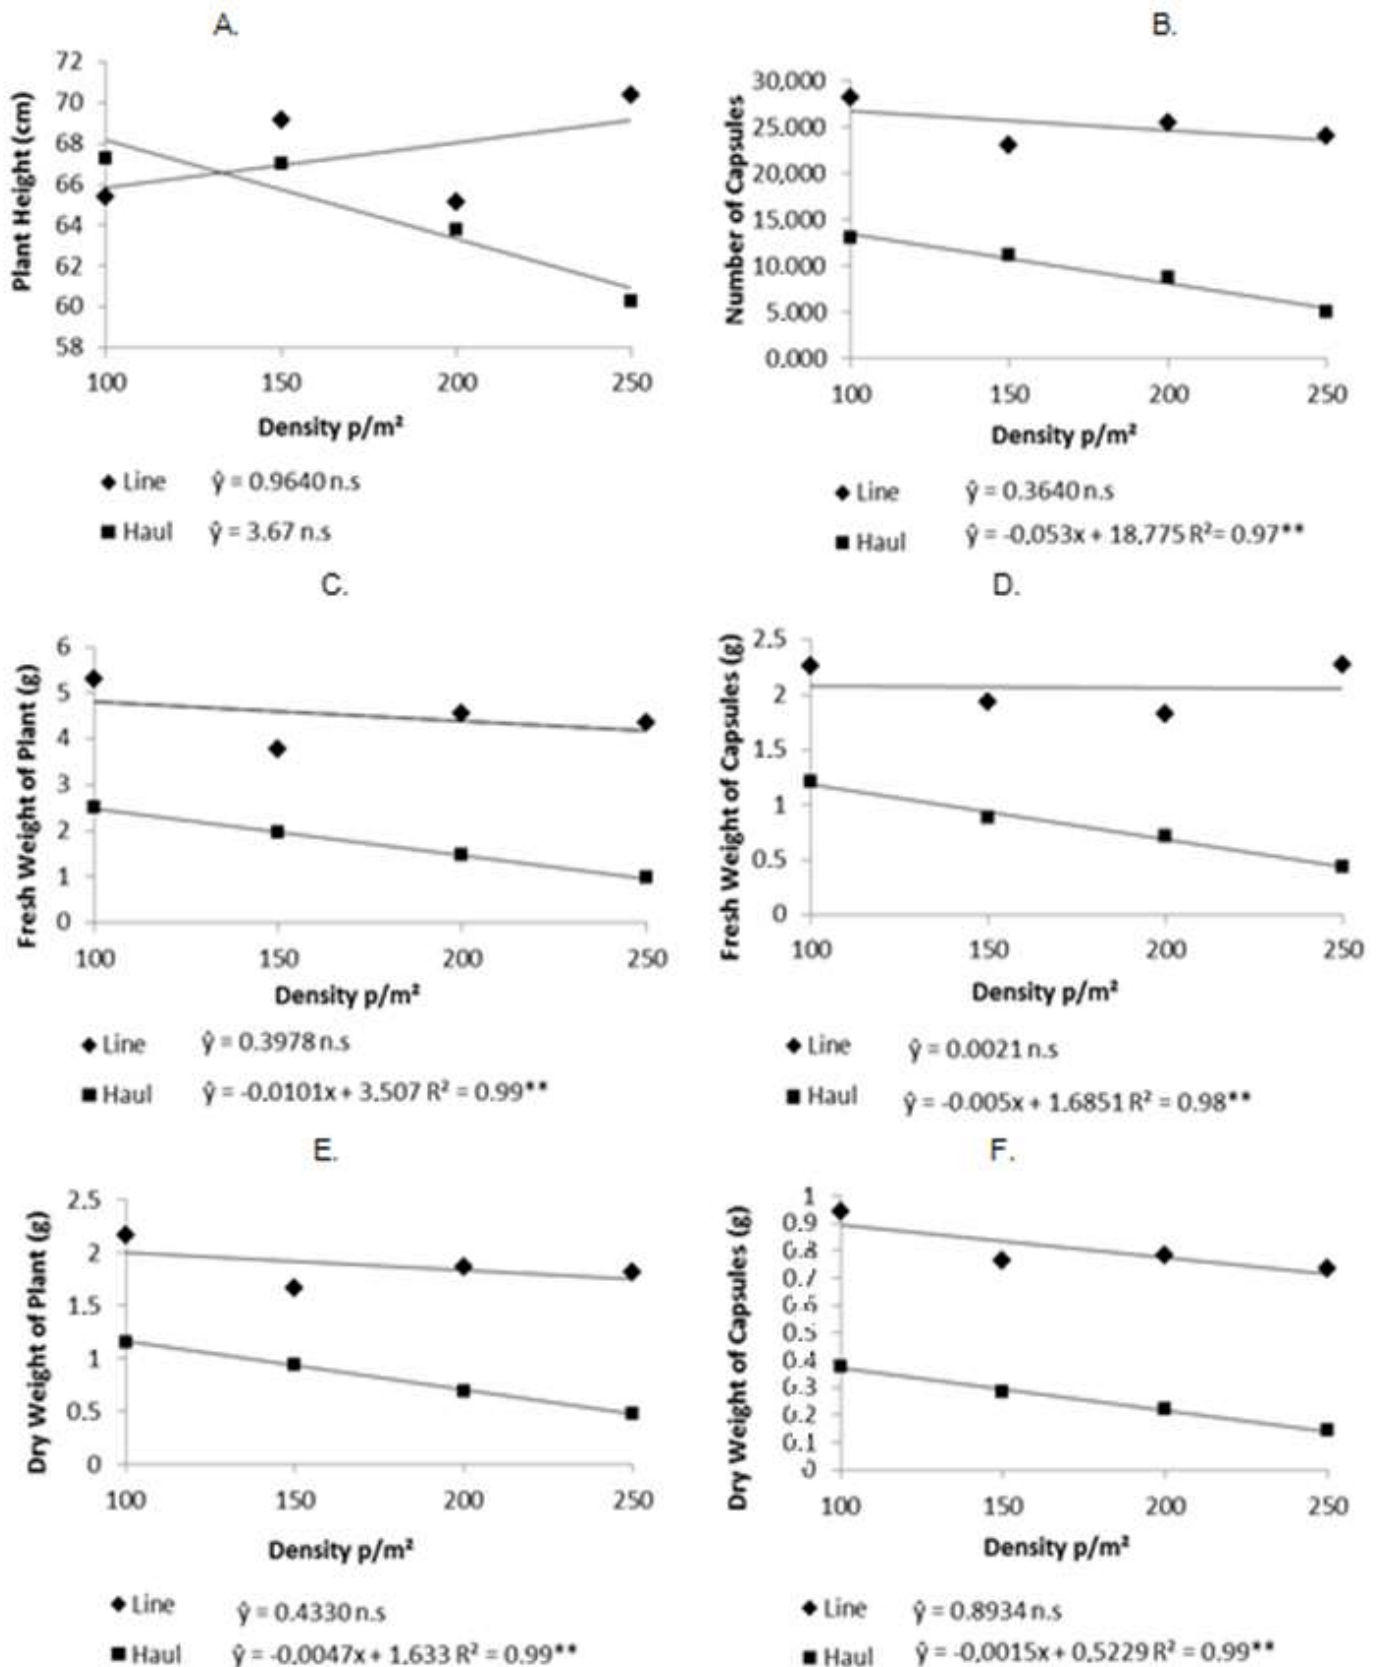 A.
72
70
68
66
64
62
60
58
Plant Height (cm)
100 150 200 250
Density p/m²
Line ŷ = 0.9640 n.s
Haul ŷ = 3.67 n.s
B.
30.000
25.000
20.000
15.000
10.000
5.000
0.000
Number of Capsules
100 150 200 250
Density p/m²
Line ŷ = 0.3640 n.s
Haul ŷ = -0.053x + 18.775 R²= 0.97**
C.
6
5
4
3
2
1
0
Fresh Weight of Plant (g)
100 150 200 250
Density p/m²
Line ŷ = 0.3978 n.s
Haul ŷ = -0.0101x + 3.507 R² = 0.99**
D.
2.5
2
1.5
1
0.5
0
Fresh Weight of Capsules (g)
100 150 200 250
Density p/m²
Line ŷ = 0.0021 n.s
Haul ŷ = -0.005x + 1.6851 R² = 0.98**
E.
2.5
2
1.5
1
0.5
0
Dry Weight of Plant (g)
100 150 200 250
Density p/m²
Line ŷ = 0.4330 n.s
Haul ŷ = -0.0047x + 1.633 R² = 0.99**
F.
1
0.9
0.8
0.7
0.6
0.5
0.4
0.3
0.2
0.1
0
Dry Weight of Capsules (g)
100 150 200 250
Density p/m²
Line ŷ = 0.8934 n.s
Haul ŷ = -0.0015x + 0.5229 R² = 0.99**